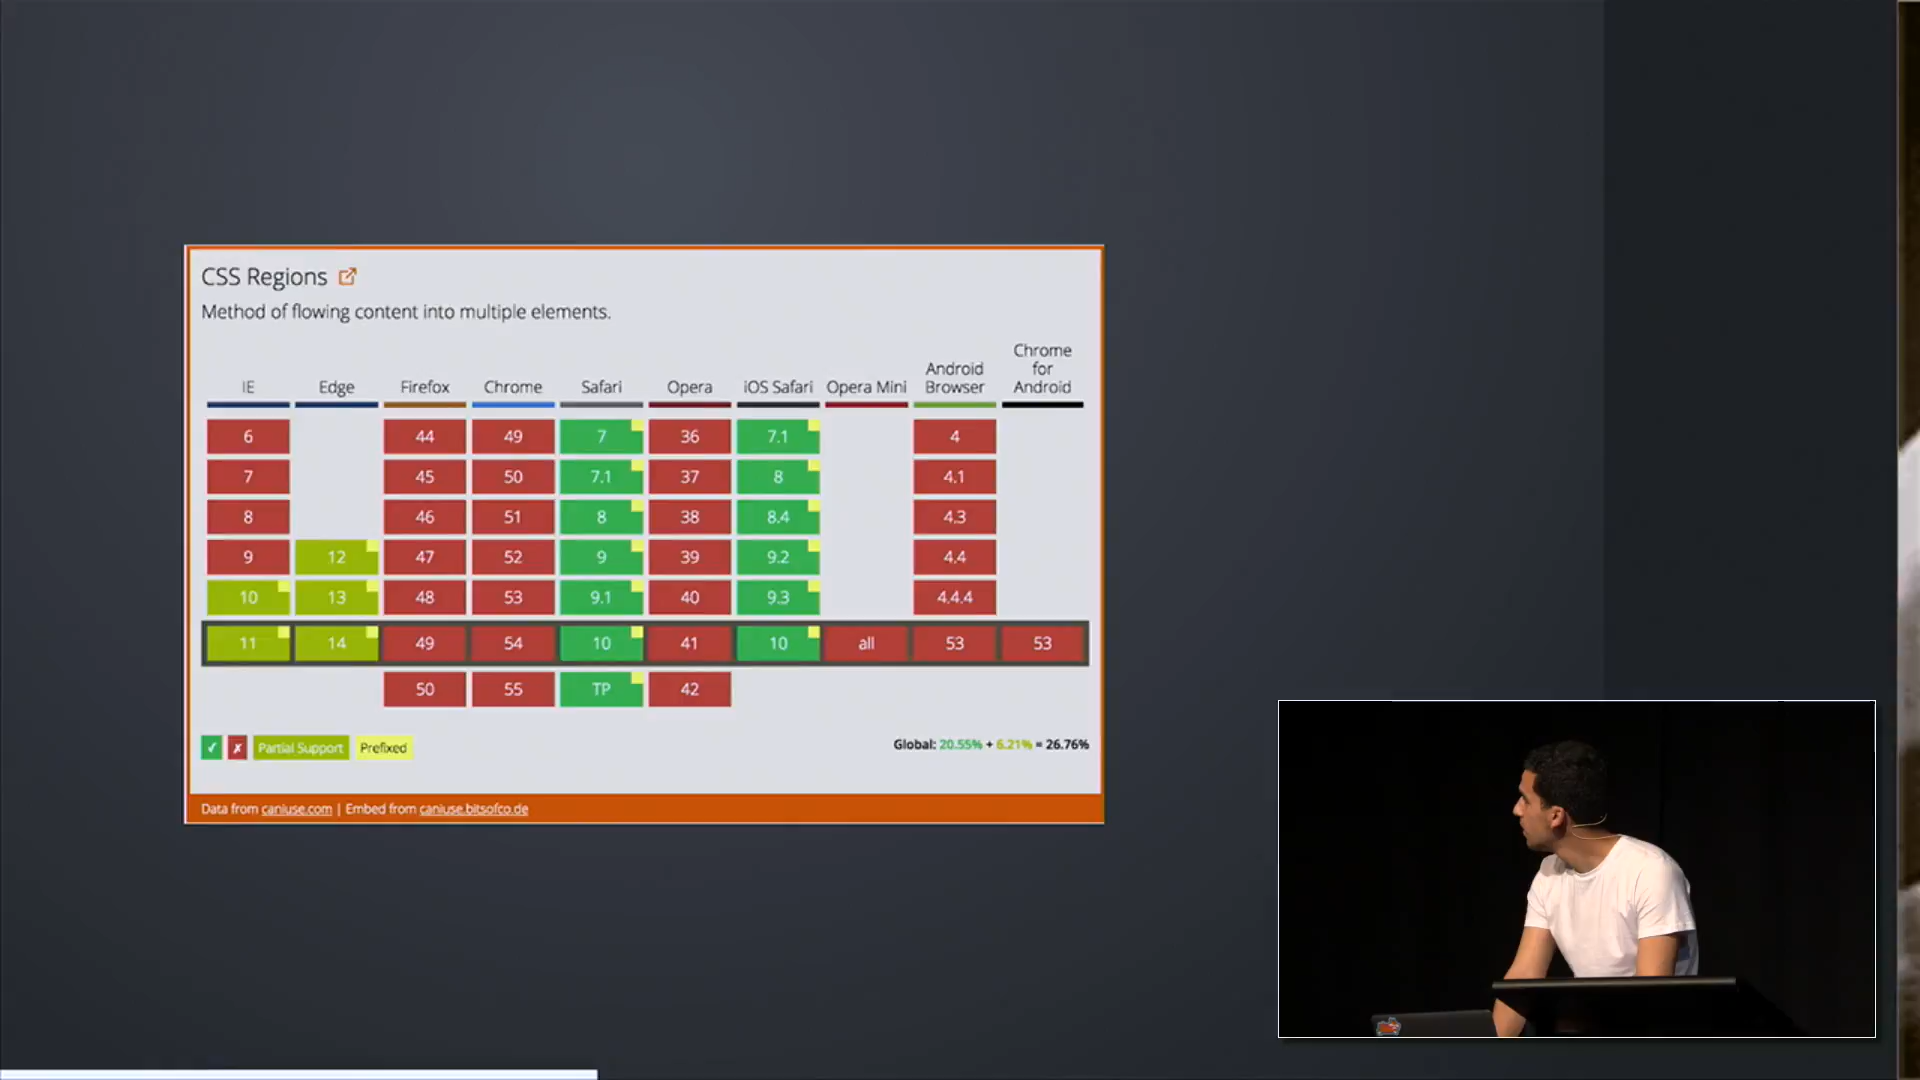 CSS Regions
Method of flowing content into multiple elements.
IE Edge Firefox Chrome Safari Opera iOS Safari Opera Mini Android Browser Chrome for Android
6 44 49 7 36 7.1 4
7 45 50 7.1 37 8 4.1
8 46 51 8 38 8.4 4.3
9 12 47 52 9 39 9.2 4.4
10 13 48 53 9.1 40 9.3 4.4.4
11 14 49 54 10 41 10 all 53 53
50 55 TP 42
✓ ✗ Partial Support Prefixed
Global: 20.55% + 6.21% = 26.76%
Data from caniuse.com | Embed from caniuse.bitsofco.de